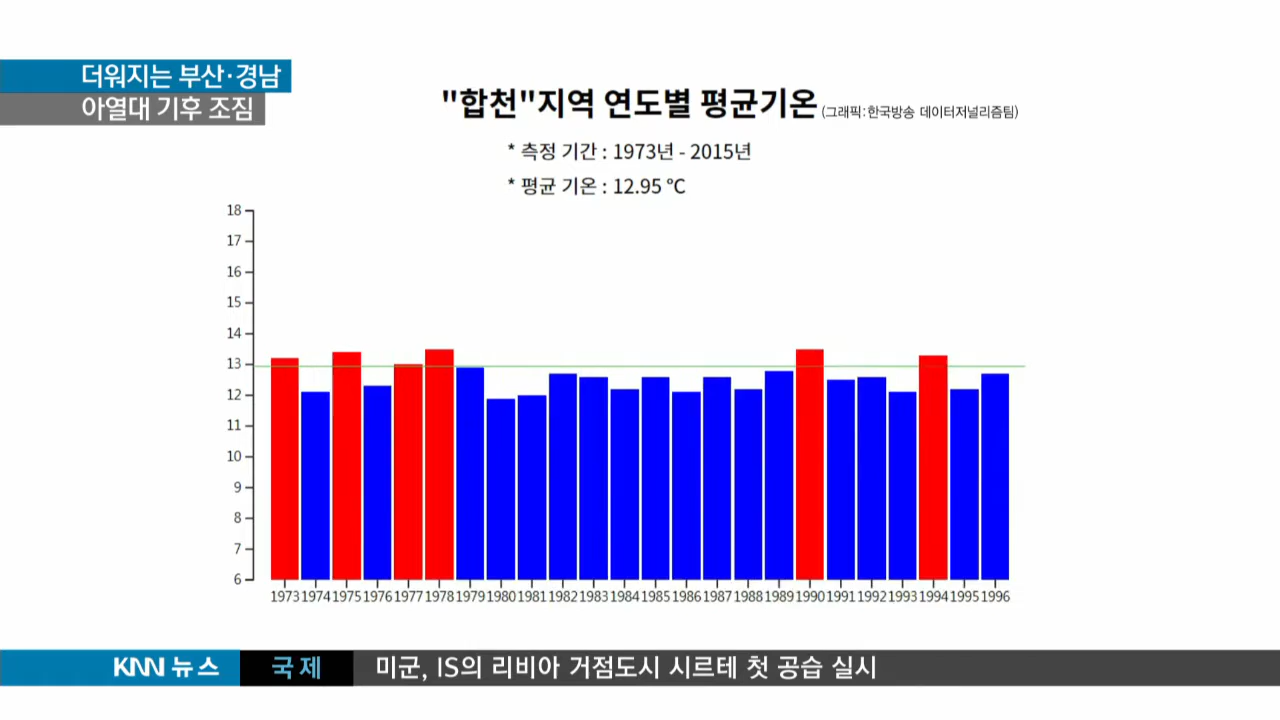 더워지는 부산·경남
아열대 기후 조짐
"합천"지역 연도별 평균기온 (그래픽:한국방송 데이터저널리즘팀)
* 측정 기간 : 1973년 - 2015년
* 평균 기온 : 12.95 ℃
18
17
16
15
14
13
12
11
10
9
8
7
6
1973 1974 1975 1976 1977 1978 1979 1980 1981 1982 1983 1984 1985 1986 1987 1988 1989 1990 1991 1992 1993 1994 1995 1996
KNN 뉴스 국제 미군, IS의 리비아 거점도시 시르테 첫 공습 실시